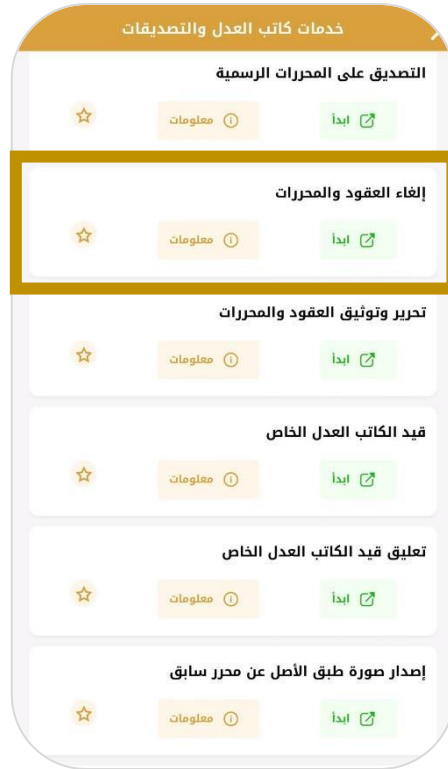 خدمات كاتب العدل والتصديقات
التصديق على المحررات الرسمية
ابدأ معلومات
إلغاء العقود والمحررات
ابدأ معلومات
تحرير وتوثيق العقود والمحررات
ابدأ معلومات
قيد الكاتب العدل الخاص
ابدأ معلومات
تعليق قيد الكاتب العدل الخاص
ابدأ معلومات
إصدار صورة طبق الأصل عن محرر سابق
ابدأ معلومات